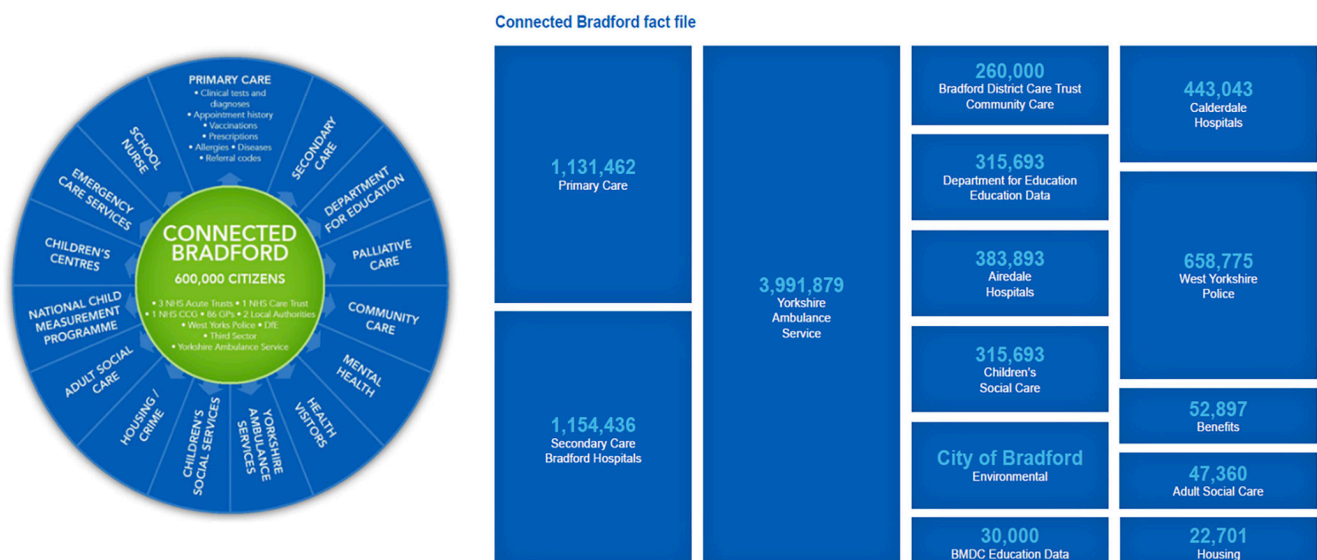 Connected Bradford fact file
PRIMARY CARE
• Clinical tests and
diagnoses
• Appointment history
• Vaccinations
• Prescriptions
• Allergies • Diseases
• Referral codes
SECONDARY
CARE
DEPARTMENT
FOR EDUCATION
PALLIATIVE
CARE
COMMUNITY
CARE
MENTAL
HEALTH
HEALTH
VISITORS
YORKSHIRE
AMBULANCE
SERVICES
CHILDREN'S
SOCIAL SERVICES
HOUSING /
CRIME
ADULT SOCIAL
CARE
NATIONAL CHILD
MEASUREMENT
PROGRAMME
CHILDREN'S
CENTRES
EMERGENCY
CARE SERVICES
SCHOOL
NURSE
CONNECTED
BRADFORD
600,000 CITIZENS
• 3 NHS Acute Trusts • 1 NHS Care Trust
• 1 NHS CCG • 86 GPs • 2 Local Authorities
• West Yorks Police • DfE
• Third Sector
• Yorkshire Ambulance Service
1,131,462
Primary Care
1,154,436
Secondary Care
Bradford Hospitals
3,991,879
Yorkshire
Ambulance
Service
260,000
Bradford District Care Trust
Community Care
315,693
Department for Education
Education Data
383,893
Airedale
Hospitals
315,693
Children's
Social Care
City of Bradford
Environmental
30,000
BMDC Education Data
443,043
Calderdale
Hospitals
658,775
West Yorkshire
Police
52,897
Benefits
47,360
Adult Social Care
22,701
Housing